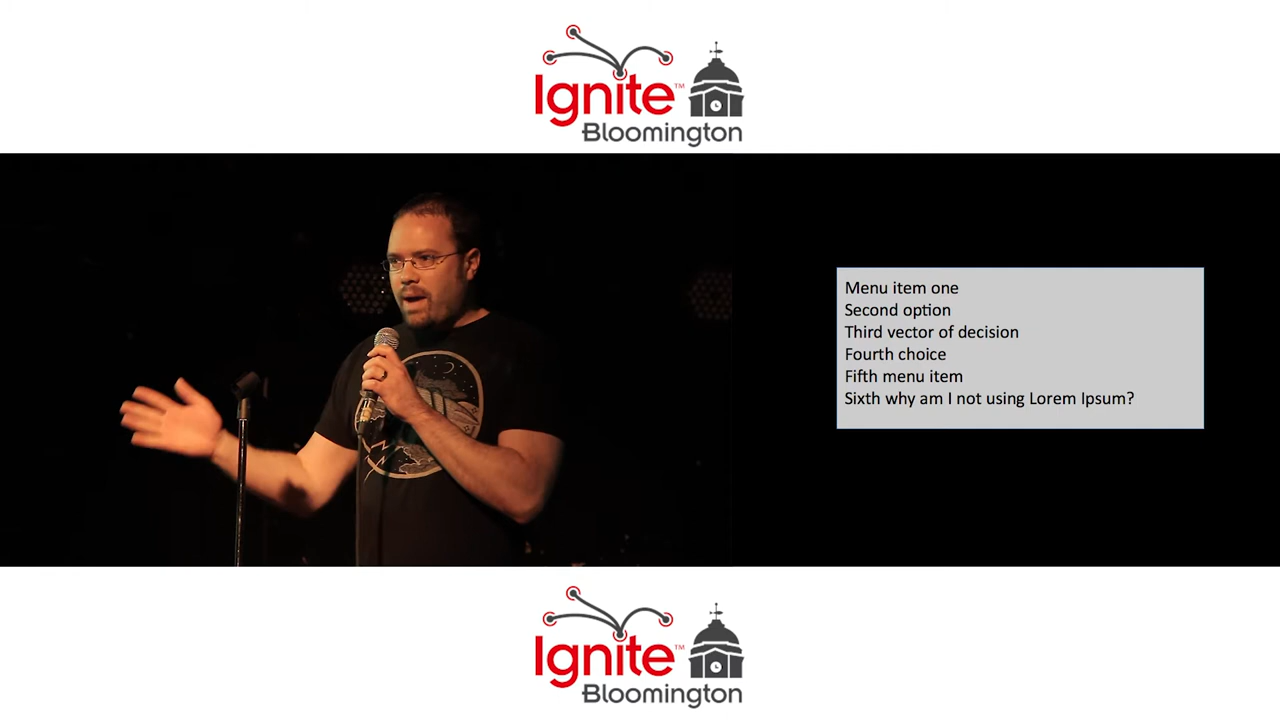 Ignite™
Bloomington
Menu item one
Second option
Third vector of decision
Fourth choice
Fifth menu item
Sixth why am I not using Lorem Ipsum?
Ignite™
Bloomington